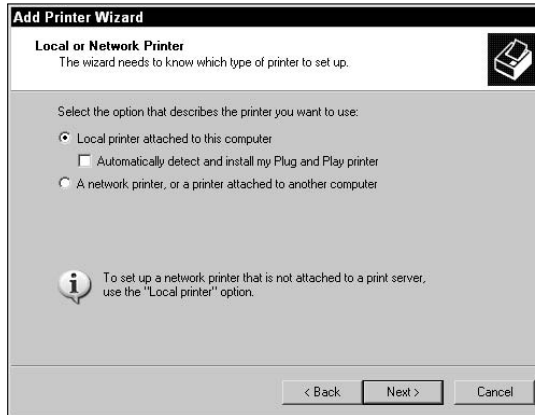 Add Printer Wizard
Local or Network Printer
The wizard needs to know which type of printer to set up.
Select the option that describes the printer you want to use:
Local printer attached to this computer
Automatically detect and install my Plug and Play printer
A network printer, or a printer attached to another computer
To set up a network printer that is not attached to a print server,
use the "Local printer" option.
< Back
Next >
Cancel